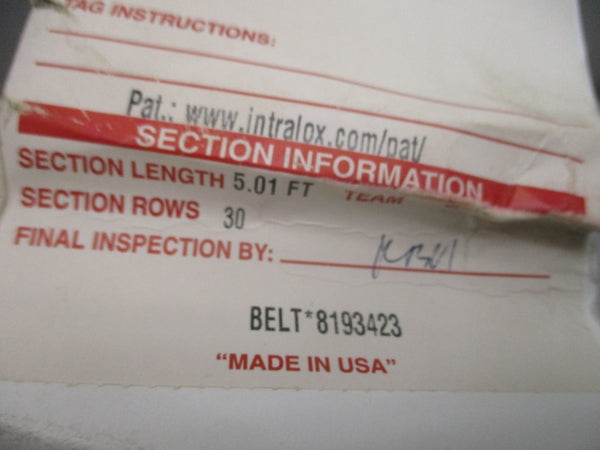 TAG INSTRUCTIONS:
Pat.: www.intralox.com/pat/
SECTION INFORMATION
SECTION LENGTH 5.01 FT TEAM
SECTION ROWS 30
FINAL INSPECTION BY:
BELT*8193423
"MADE IN USA"